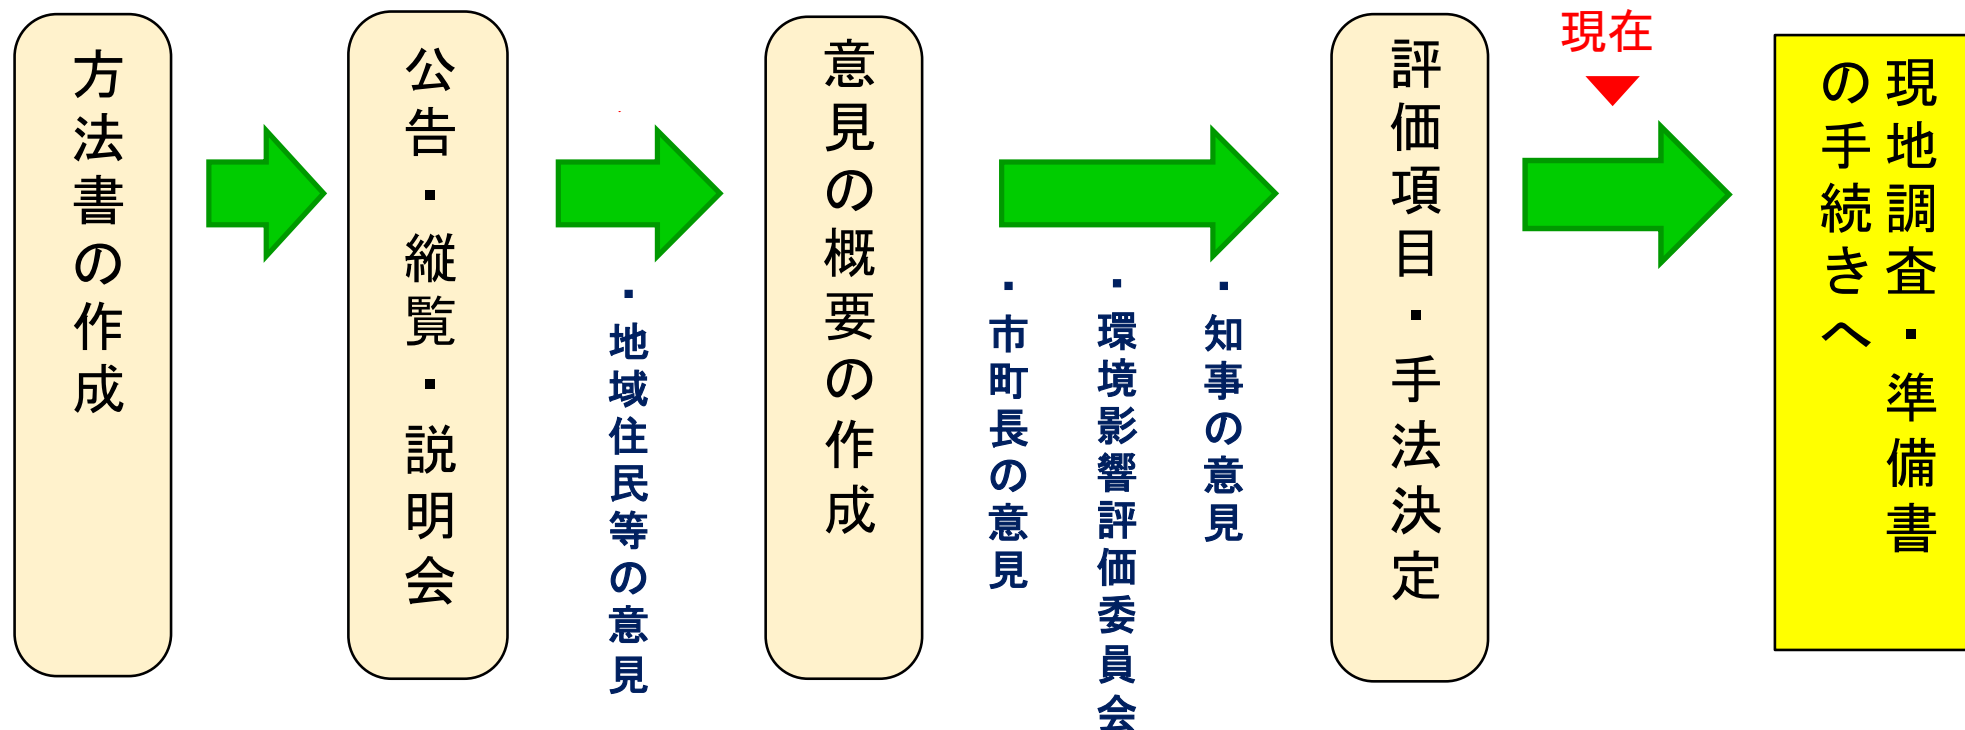 方法書の作成
公告・縦覧・説明会
・地域住民等の意見
意見の概要の作成
・市町長の意見
・環境影響評価委員会
・知事の意見
評価項目・手法決定
現在
現地調査・準備書
の手続きへ